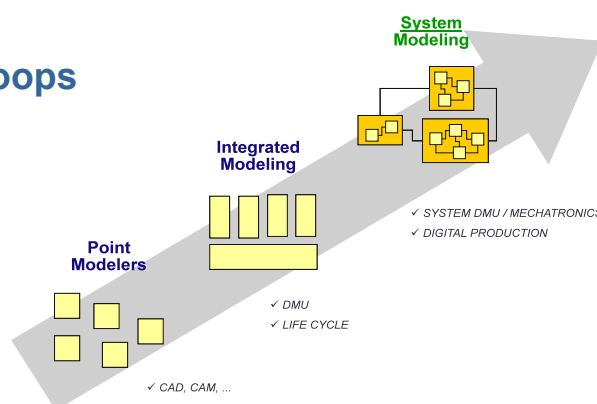 System
Modeling
oops
Integrated
Modeling
✓ SYSTEM DMU / MECHATRONICS
✓ DIGITAL PRODUCTION
Point
Modelers
✓ DMU
✓ LIFE CYCLE
✓ CAD, CAM, ...